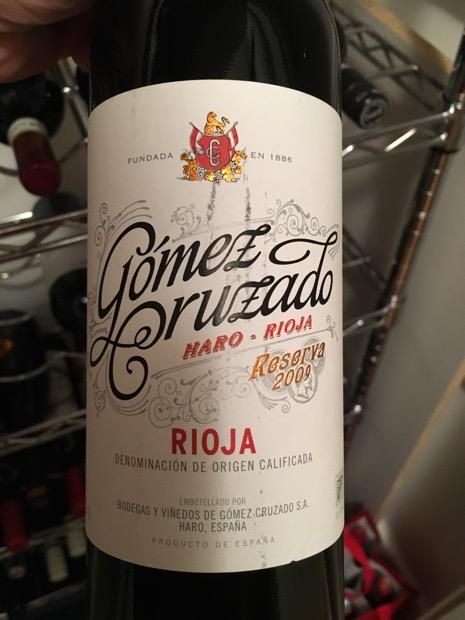 FUNDADA EN 1886
Gómez
Cruzado
HARO - RIOJA
Reserva
2009
RIOJA
DENOMINACIÓN DE ORIGEN CALIFICADA
EMBOTELLADO POR
BODEGAS Y VIÑEDOS DE GÓMEZ CRUZADO S.A.
HARO, ESPAÑA
PRODUCTO DE ESPAÑA